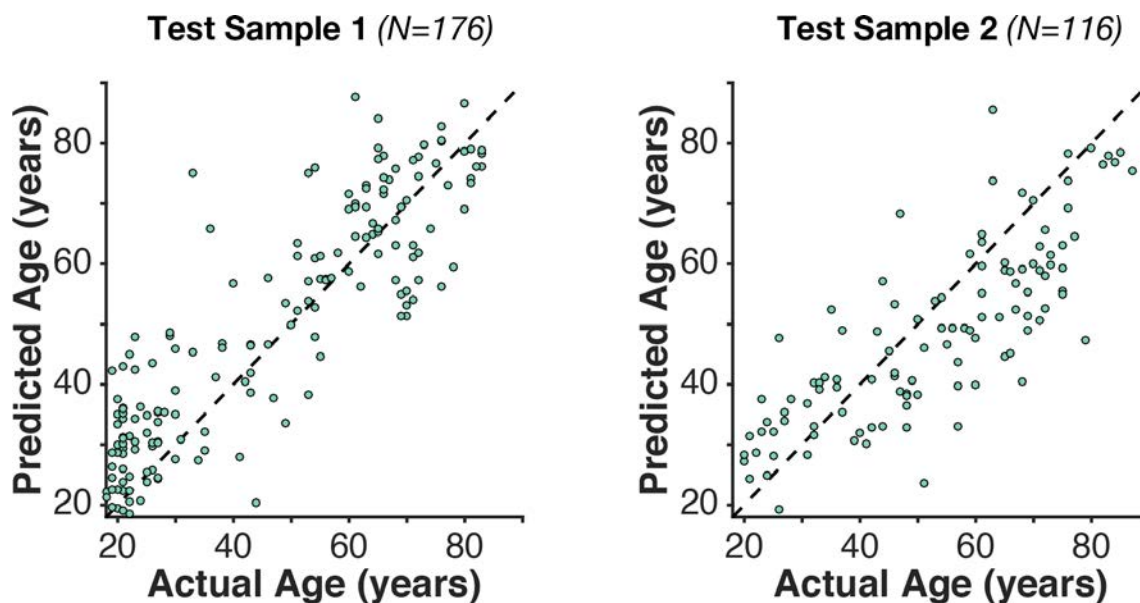 Test Sample 1 (N=176)
Predicted Age (years)
80
60
40
20
20 40 60 80
Actual Age (years)
Test Sample 2 (N=116)
Predicted Age (years)
80
60
40
20
20 40 60 80
Actual Age (years)